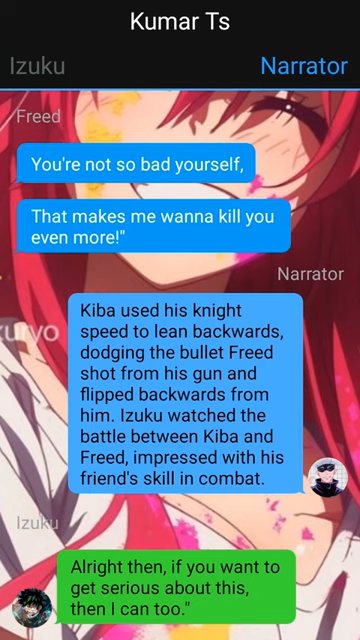 Kumar Ts
Izuku
Narrator
Freed
You're not so bad yourself,
That makes me wanna kill you
even more!"
Narrator
Kiba used his knight
speed to lean backwards,
dodging the bullet Freed
shot from his gun and
flipped backwards from
him. Izuku watched the
battle between Kiba and
Freed, impressed with his
friend's skill in combat.
Izuku
Alright then, if you want to
get serious about this,
then I can too."